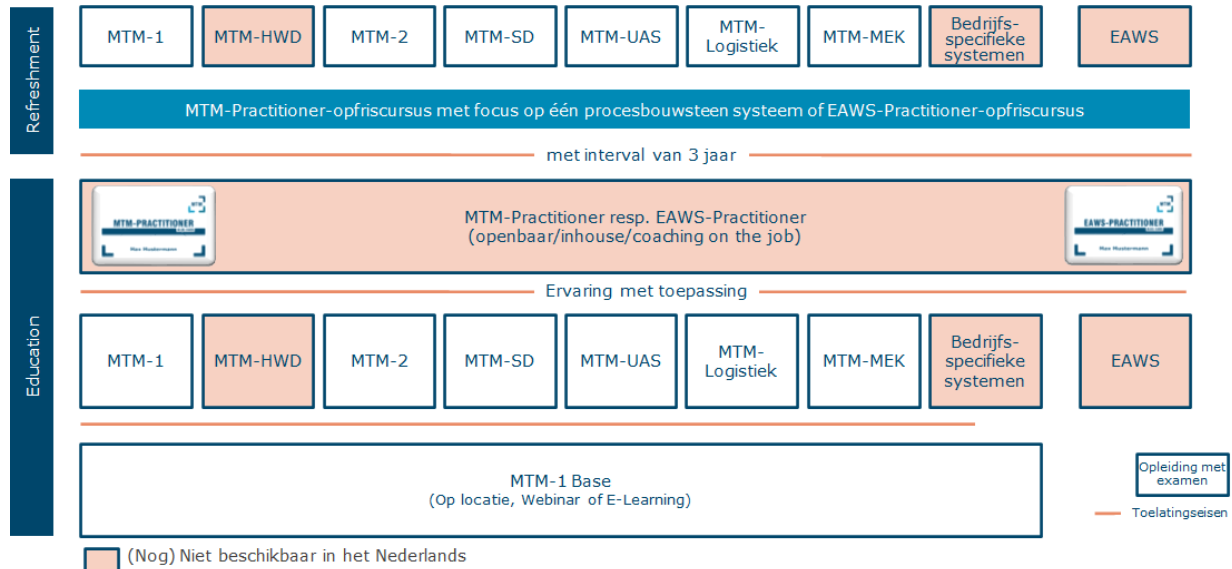 Refreshment
MTM-1
MTM-HWD
MTM-2
MTM-SD
MTM-UAS
MTM-
Logistiek
MTM-MEK
Bedrijfs-
specifieke
systemen
EAWS
MTM-Practitioner-opfriscursus met focus op één procesbouwsteen systeem of EAWS-Practitioner-opfriscursus
met interval van 3 jaar
Education
MTM-PRACTITIONER
Max Mustermann
MTM-Practitioner resp. EAWS-Practitioner
(openbaar/inhouse/coaching on the job)
EAWS-PRACTITIONER
Max Mustermann
Ervaring met toepassing
MTM-1
MTM-HWD
MTM-2
MTM-SD
MTM-UAS
MTM-
Logistiek
MTM-MEK
Bedrijfs-
specifieke
systemen
EAWS
MTM-1 Base
(Op locatie, Webinar of E-Learning)
Opleiding met
examen
Toelatingseisen
(Nog) Niet beschikbaar in het Nederlands